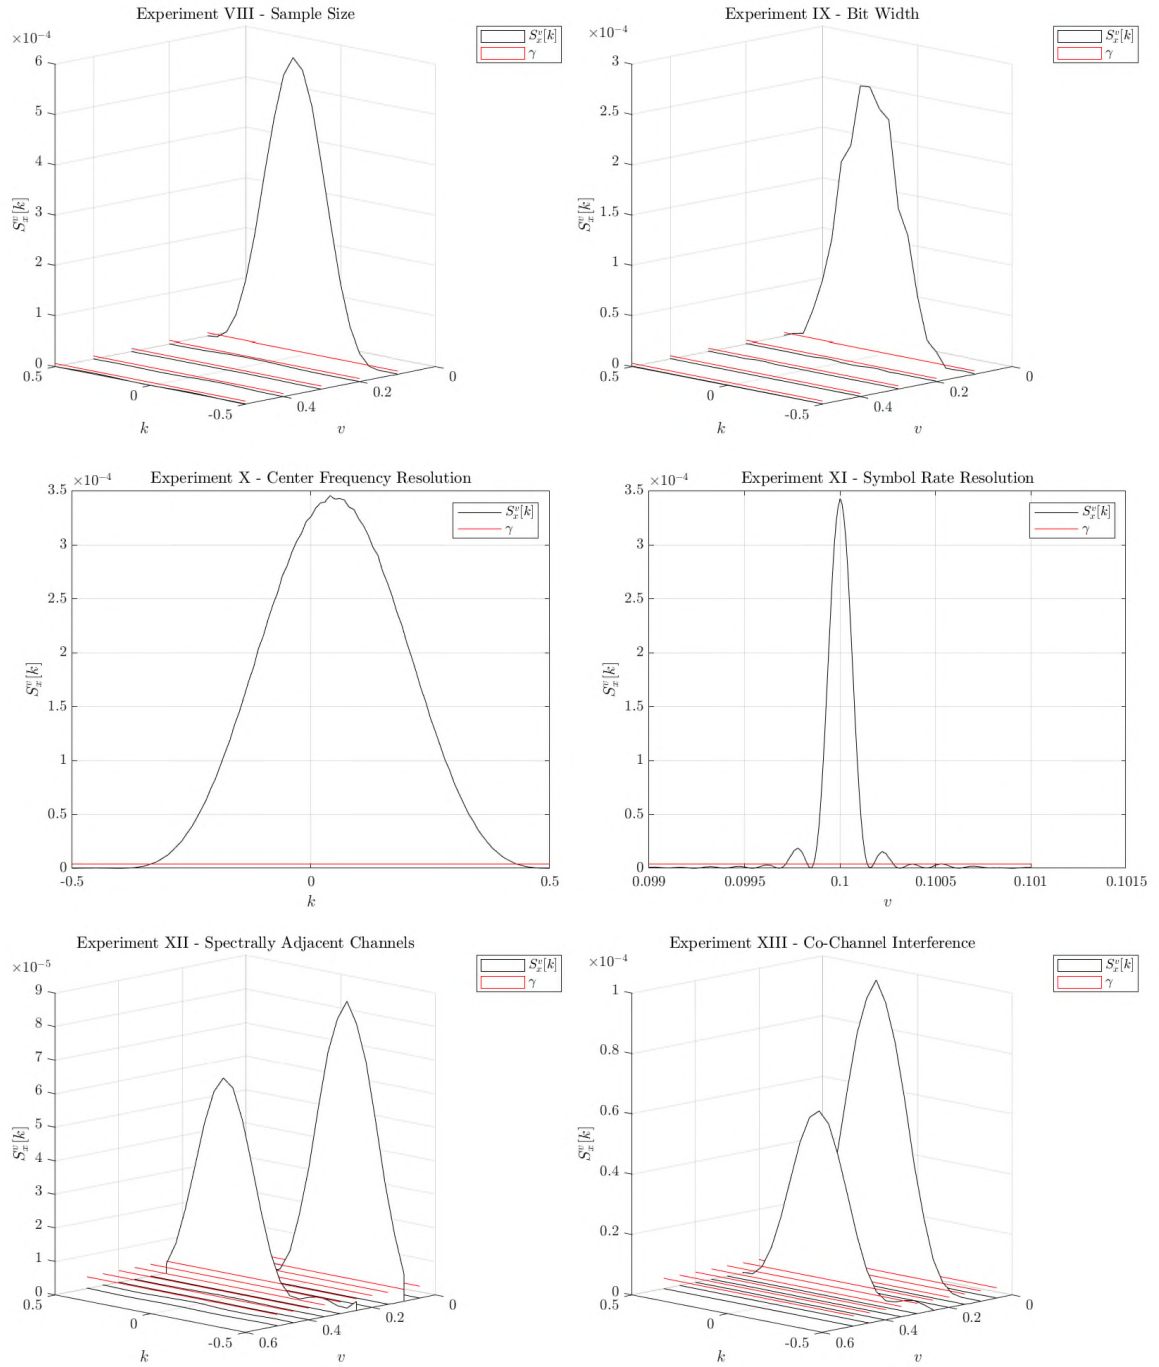 Experiment VIII - Sample Size
×10⁻⁴
S_x^v[k]
γ
6
5
4
3
2
1
0
S_x^v[k]
0.5
0
-0.5
k
0.4
0.2
0
v
Experiment IX - Bit Width
×10⁻⁴
S_x^v[k]
γ
3
2.5
2
1.5
1
0.5
0
S_x^v[k]
0.5
0
-0.5
k
0.4
0.2
0
v
Experiment X - Center Frequency Resolution
×10⁻⁴
S_x^v[k]
γ
3.5
3
2.5
2
1.5
1
0.5
0
S_x^v[k]
-0.5
0
0.5
k
Experiment XI - Symbol Rate Resolution
×10⁻⁴
S_x^v[k]
γ
3.5
3
2.5
2
1.5
1
0.5
0
S_x^v[k]
0.099
0.0995
0.1
0.1005
0.101
0.1015
v
Experiment XII - Spectrally Adjacent Channels
×10⁻⁵
S_x^v[k]
γ
9
8
7
6
5
4
3
2
1
0
S_x^v[k]
0.5
0
-0.5
k
0.6
0.4
0.2
0
v
Experiment XIII - Co-Channel Interference
×10⁻⁴
S_x^v[k]
γ
1
0.8
0.6
0.4
0.2
0
S_x^v[k]
0.5
0
-0.5
k
0.6
0.4
0.2
0
v